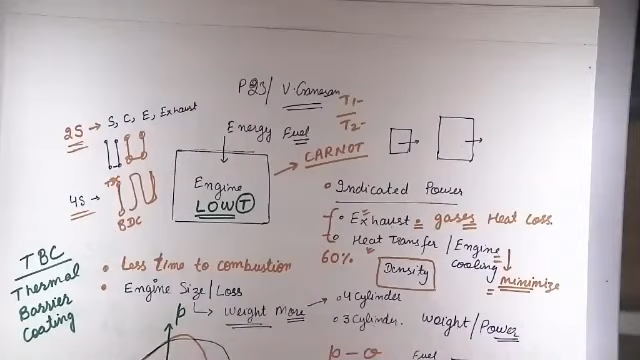 P23/ V. Ganesan
2S → S, C, E, Exhaust
Energy Fuel
T1-
T2-
CARNOT
TDC
4S →
BDC
Engine
LOW T
• Indicated Power
• Exhaust = gases Heat Loss
• Heat Transfer / Engine Cooling
60%
Density
minimize
TBC
Thermal
Barrier
Coating
• Less time to combustion
• Engine Size/Loss
Weight More
• 4 Cylinder
• 3 Cylinder.
Weight/Power
p
Fuel